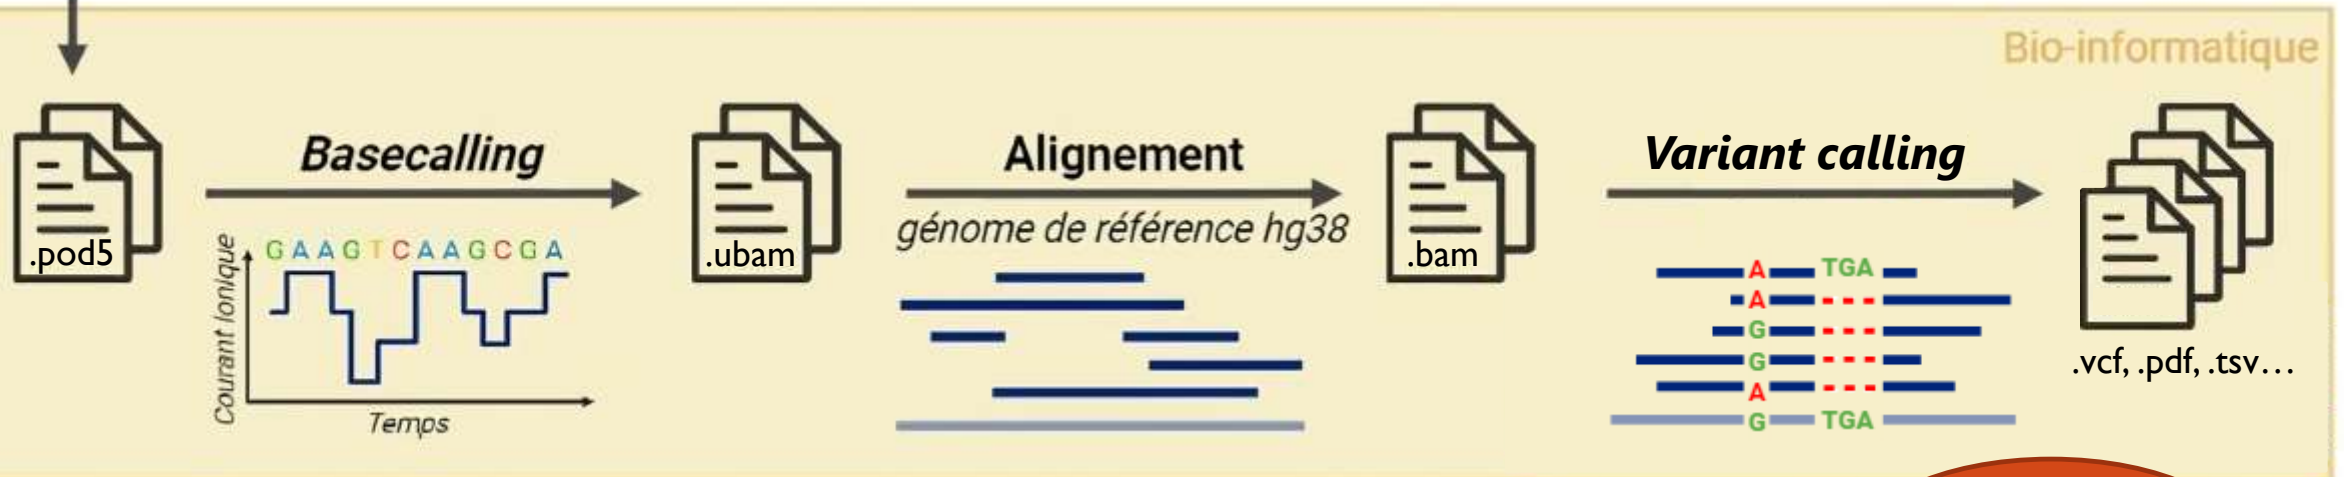 Bio-informatique
Basecalling
Alignement
Variant calling
génome de référence hg38
.pod5
.ubam
.bam
.vcf, .pdf, .tsv...
GAAGTCAAGCGA
Courant Ionique
Temps
A TGA
A - - -
G - - -
G - - -
A - - -
G TGA